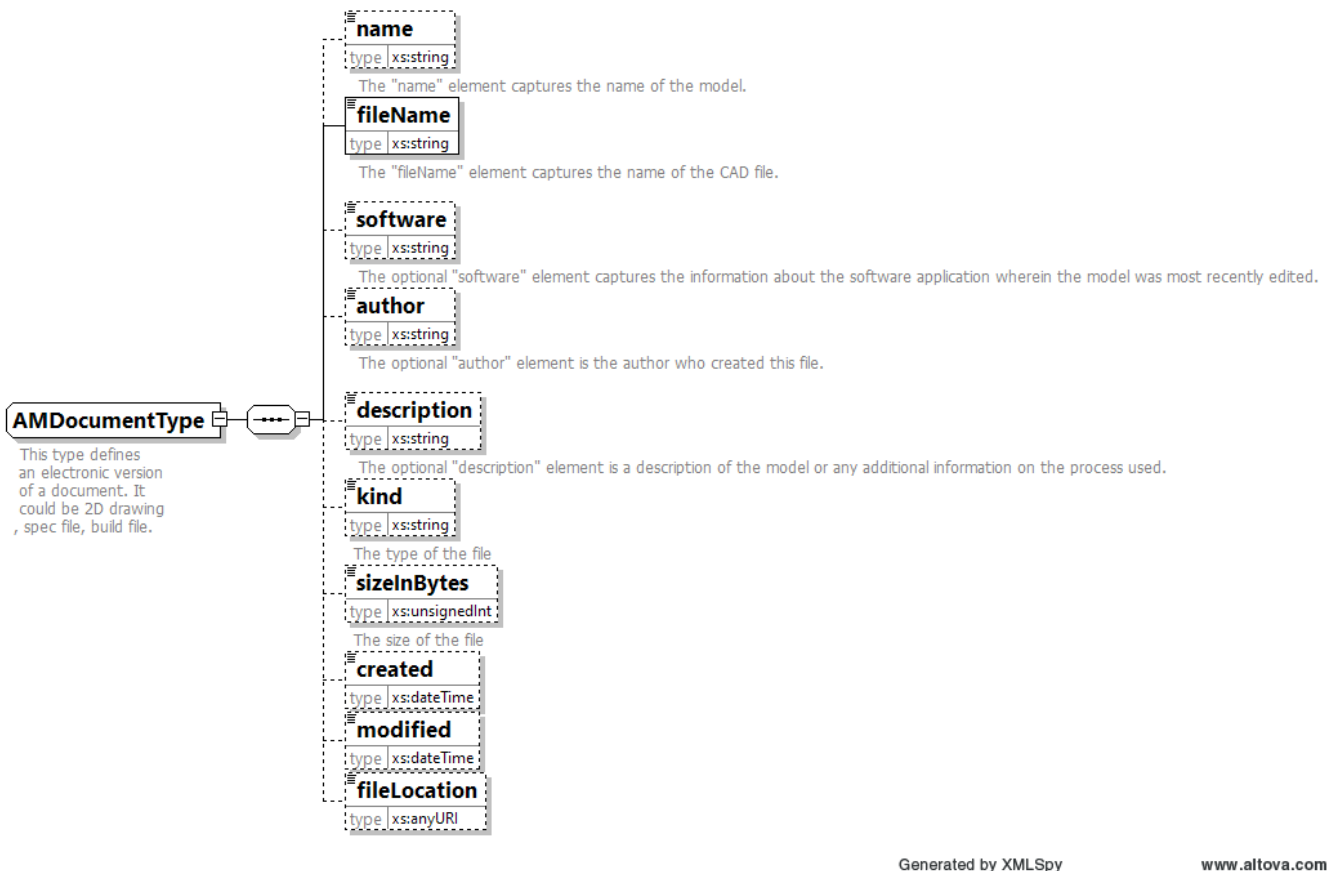 name
type xs:string
The "name" element captures the name of the model.
fileName
type xs:string
The "fileName" element captures the name of the CAD file.
software
type xs:string
The optional "software" element captures the information about the software application wherein the model was most recently edited.
author
type xs:string
The optional "author" element is the author who created this file.
AMDocumentType
This type defines
an electronic version
of a document. It
could be 2D drawing
, spec file, build file.
description
type xs:string
The optional "description" element is a description of the model or any additional information on the process used.
kind
type xs:string
The type of the file
sizeInBytes
type xs:unsignedInt
The size of the file
created
type xs:dateTime
modified
type xs:dateTime
fileLocation
type xs:anyURI
Generated by XMLSpy www.altova.com